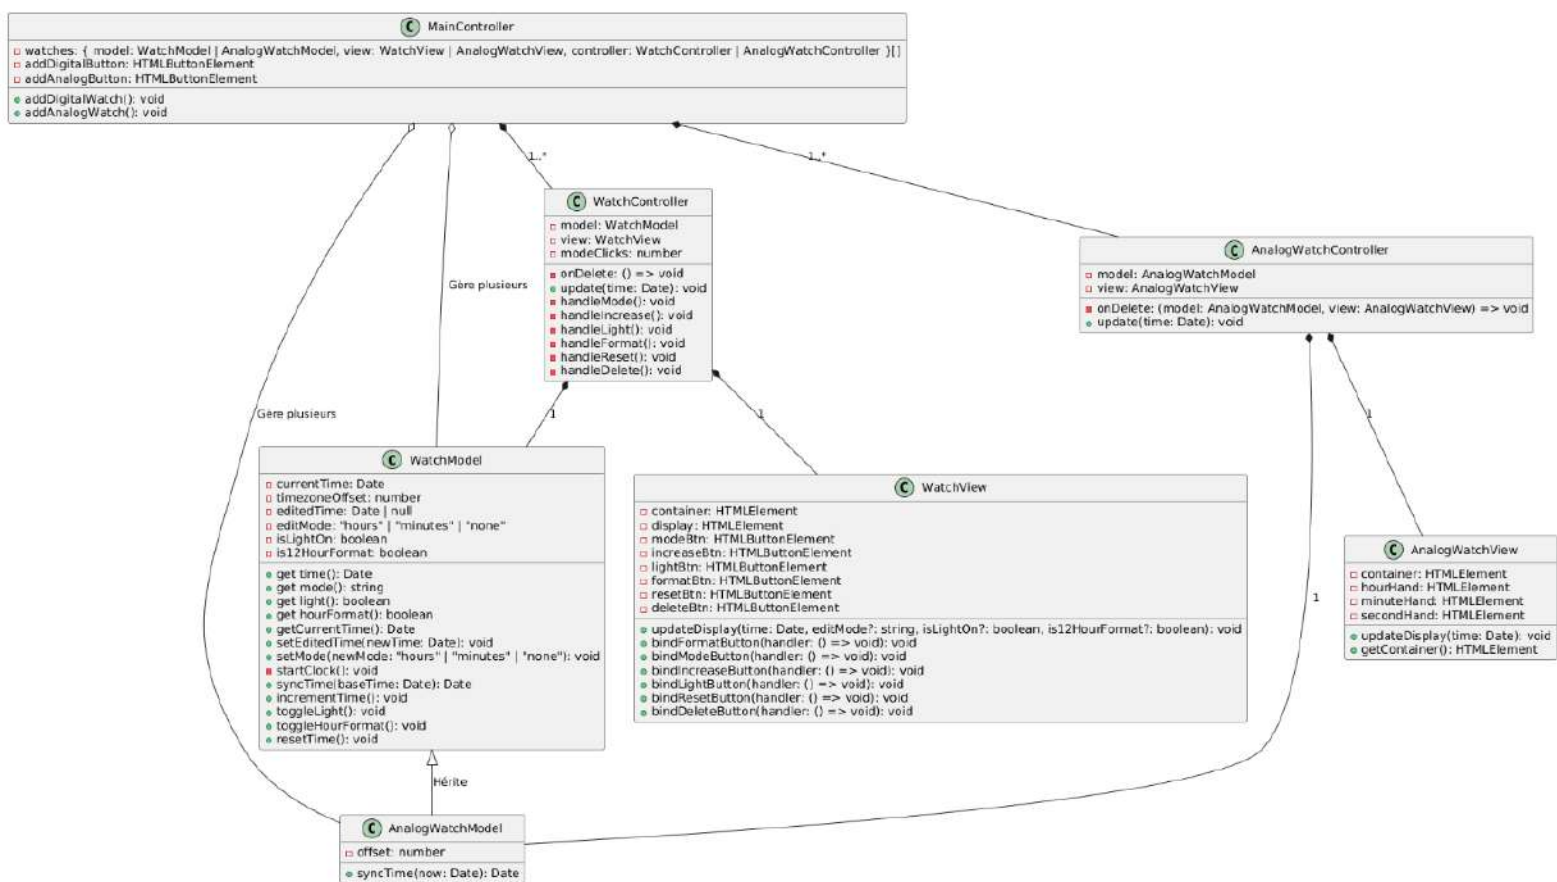 C MainController
watches: { model: WatchModel | AnalogWatchModel, view: WatchView | AnalogWatchView, controller: WatchController | AnalogWatchController }[]
addDigitalButton: HTMLButtonElement
addAnalogButton: HTMLButtonElement
addDigitalWatch(): void
addAnalogWatch(): void
1..*
1..*
C WatchController
model: WatchModel
view: WatchView
modeClicks: number
onDelete: () => void
update(time: Date): void
handleMode(): void
handleIncrease(): void
handleLight(): void
handleFormat(): void
handleReset(): void
handleDelete(): void
C AnalogWatchController
model: AnalogWatchModel
view: AnalogWatchView
onDelete: (model: AnalogWatchModel, view: AnalogWatchView) => void
update(time: Date): void
Gère plusieurs
Gère plusieurs
1
1
1
C WatchModel
currentTime: Date
timezoneOffset: number
editedTime: Date | null
editMode: "hours" | "minutes" | "none"
isLightOn: boolean
is12HourFormat: boolean
get time(): Date
get mode(): string
get light(): boolean
get hourFormat(): boolean
getCurrentTime(): Date
setEditedTime(newTime: Date): void
setMode(newMode: "hours" | "minutes" | "none"): void
startClock(): void
syncTime(baseTime: Date): Date
incrementTime(): void
toggleLight(): void
toggleHourFormat(): void
resetTime(): void
C WatchView
container: HTMLElement
display: HTMLElement
modeBtn: HTMLButtonElement
increaseBtn: HTMLButtonElement
lightBtn: HTMLButtonElement
formatBtn: HTMLButtonElement
resetBtn: HTMLButtonElement
deleteBtn: HTMLButtonElement
updateDisplay(time: Date, editMode?: string, isLightOn?: boolean, is12HourFormat?: boolean): void
bindFormatButton(handler: () => void): void
bindModeButton(handler: () => void): void
bindIncreaseButton(handler: () => void): void
bindLightButton(handler: () => void): void
bindResetButton(handler: () => void): void
bindDeleteButton(handler: () => void): void
C AnalogWatchView
container: HTMLElement
hourHand: HTMLElement
minuteHand: HTMLElement
secondHand: HTMLElement
updateDisplay(time: Date): void
getContainer(): HTMLElement
1
Hérite
C AnalogWatchModel
offset: number
syncTime(now: Date): Date